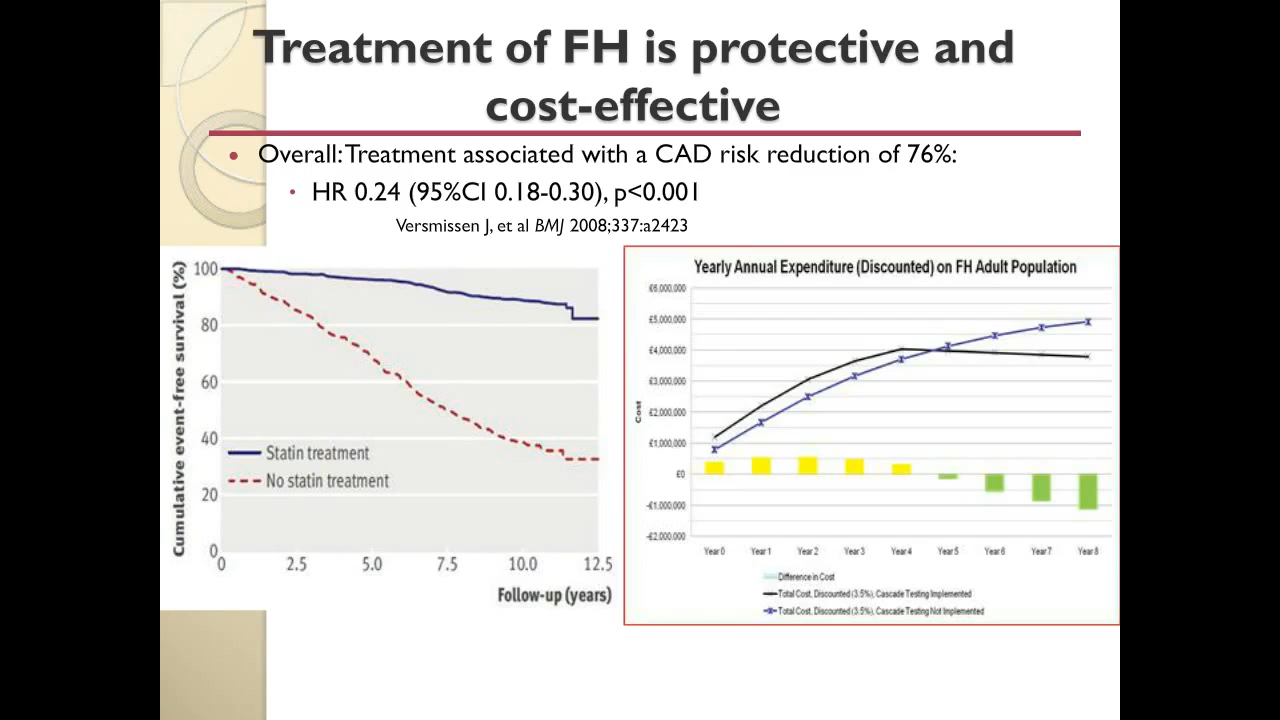 Treatment of FH is protective and
cost-effective
• Overall: Treatment associated with a CAD risk reduction of 76%:
• HR 0.24 (95%CI 0.18-0.30), p<0.001
Versmissen J, et al BMJ 2008;337:a2423
Cumulative event-free survival (%)
100
80
60
40
20
0
Statin treatment
No statin treatment
0 2.5 5.0 7.5 10.0 12.5
Follow-up (years)
Yearly Annual Expenditure (Discounted) on FH Adult Population
Cost
£6,000,000
£5,000,000
£4,000,000
£3,000,000
£2,000,000
£1,000,000
£0
-£1,000,000
-£2,000,000
Year 0 Year 1 Year 2 Year 3 Year 4 Year 5 Year 6 Year 7 Year 8
Difference in Cost
Total Cost, Discounted (3.5%), Cascade Testing Implemented
Total Cost, Discounted (3.5%), Cascade Testing Not Implemented